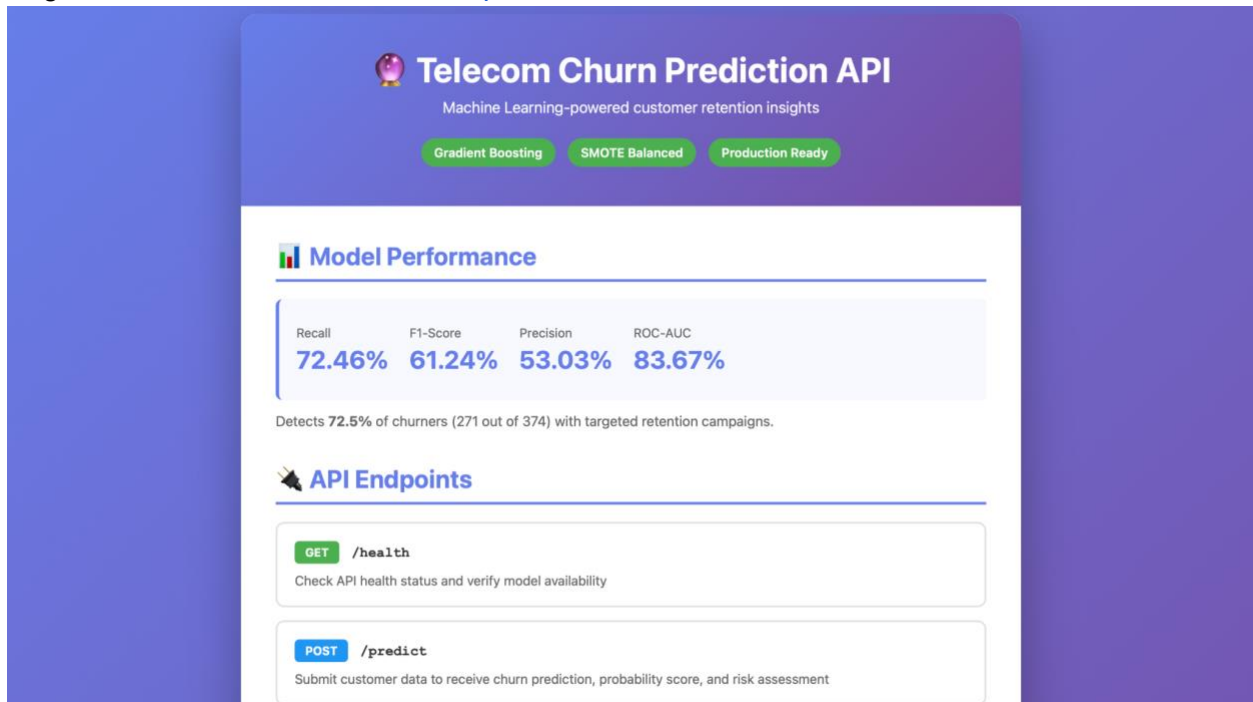 Telecom Churn Prediction API
Machine Learning-powered customer retention insights
Gradient Boosting SMOTE Balanced Production Ready
Model Performance
Recall F1-Score Precision ROC-AUC
72.46% 61.24% 53.03% 83.67%
Detects 72.5% of churners (271 out of 374) with targeted retention campaigns.
API Endpoints
GET /health
Check API health status and verify model availability
POST /predict
Submit customer data to receive churn prediction, probability score, and risk assessment